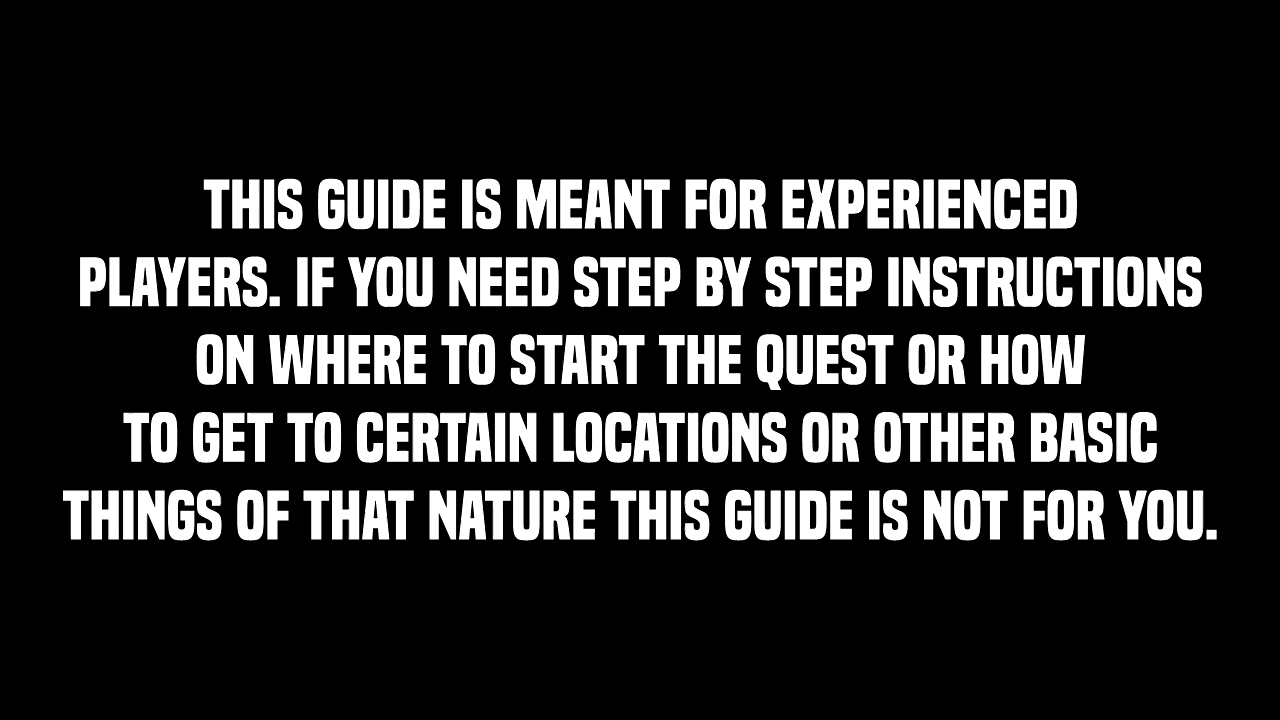 THIS GUIDE IS MEANT FOR EXPERIENCED
PLAYERS. IF YOU NEED STEP BY STEP INSTRUCTIONS
ON WHERE TO START THE QUEST OR HOW
TO GET TO CERTAIN LOCATIONS OR OTHER BASIC
THINGS OF THAT NATURE THIS GUIDE IS NOT FOR YOU.